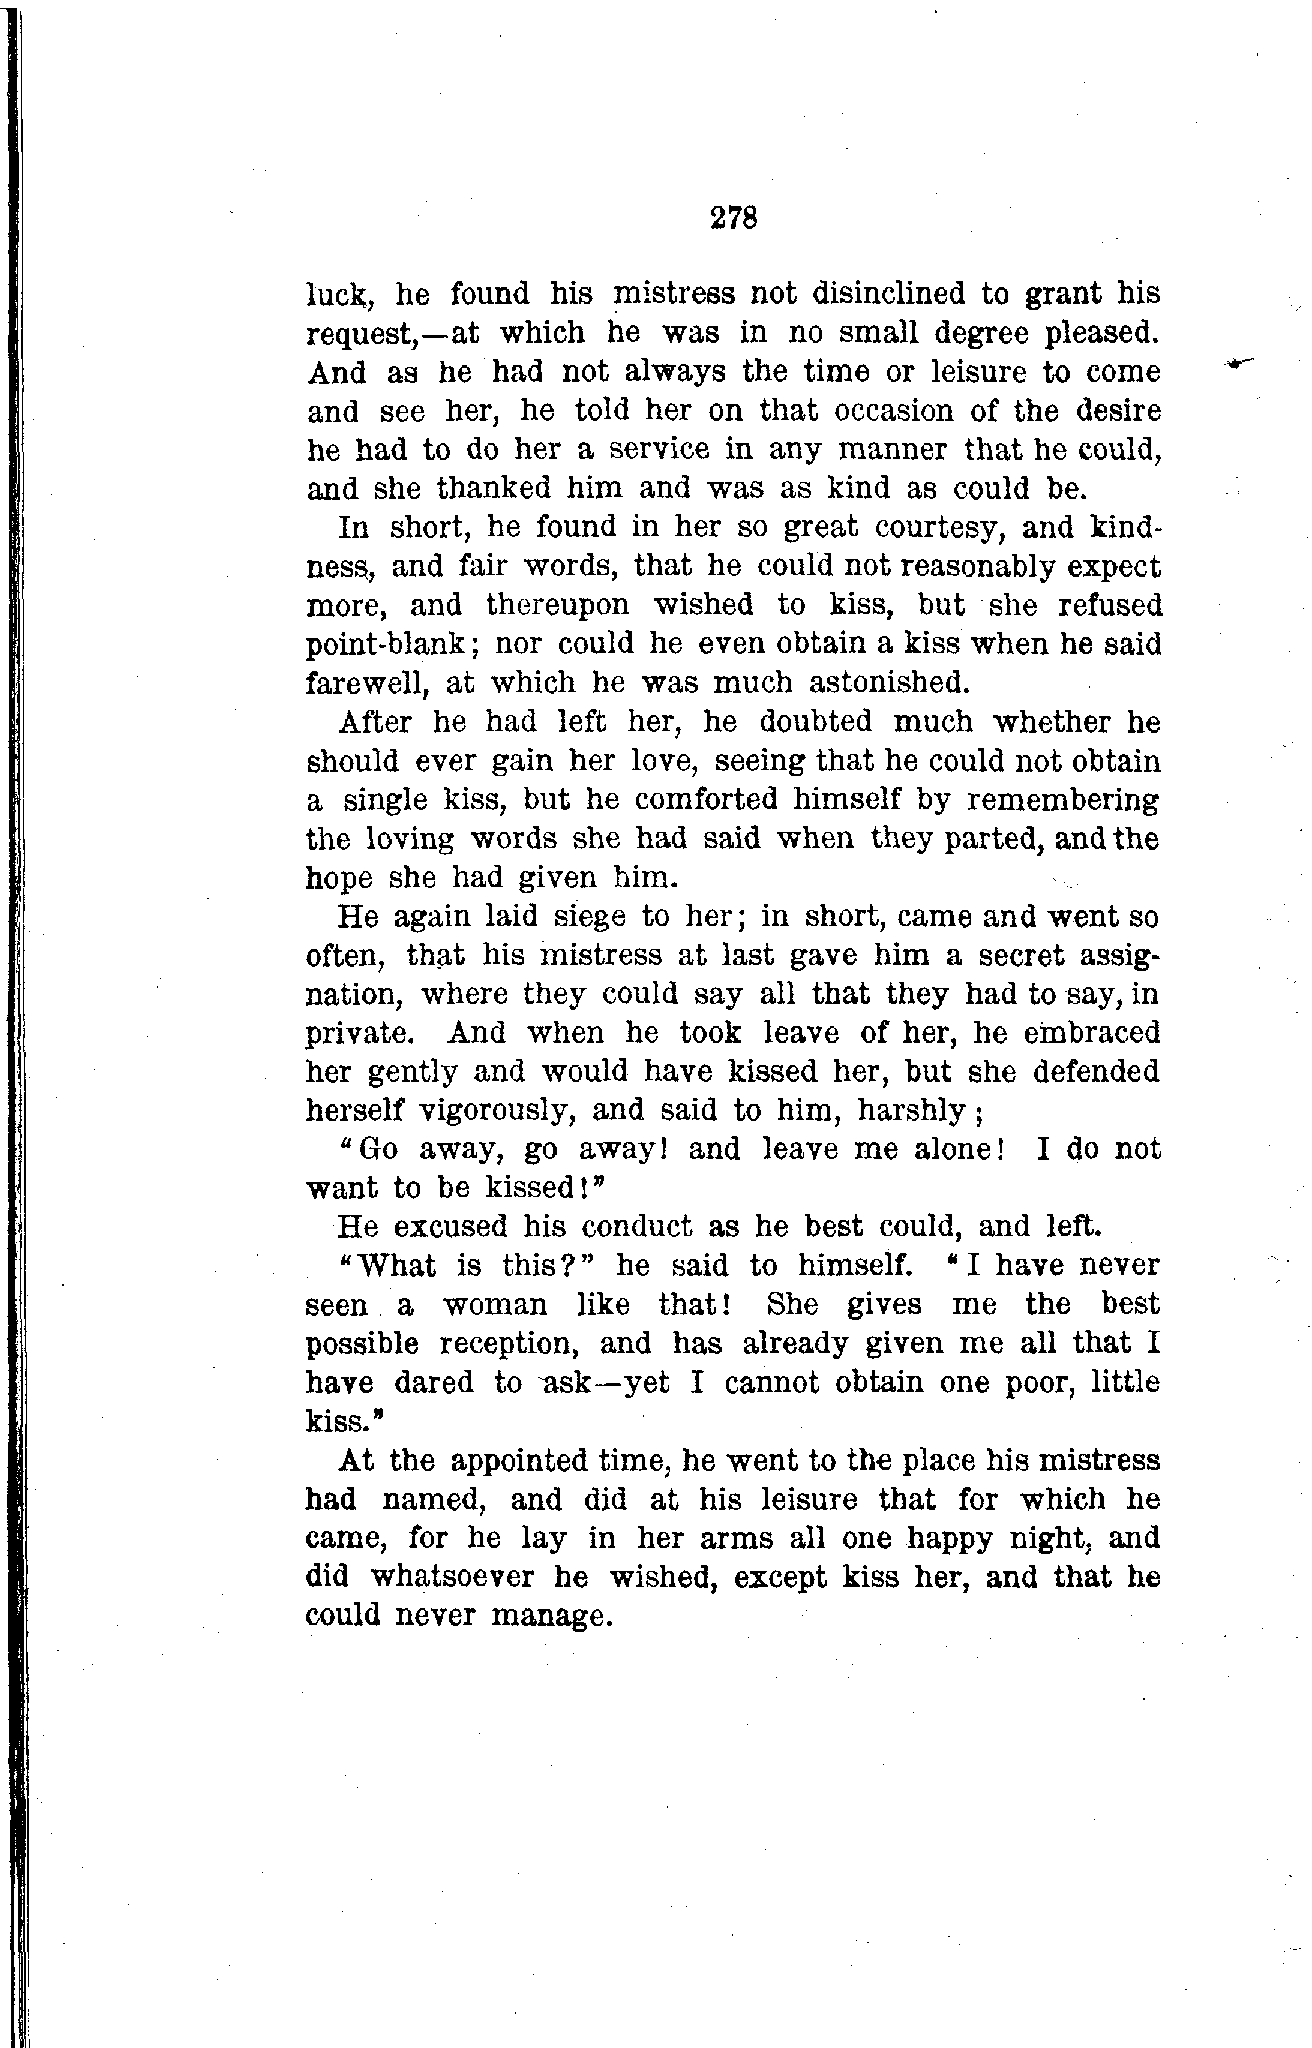 278
luck, he found his mistress not disinclined to grant his
request,—at which he was in no small degree pleased.
And as he had not always the time or leisure to come
and see her, he told her on that occasion of the desire
he had to do her a service in any manner that he could,
and she thanked him and was as kind as could be.
In short, he found in her so great courtesy, and kind-
ness, and fair words, that he could not reasonably expect
more, and thereupon wished to kiss, but she refused
point-blank; nor could he even obtain a kiss when he said
farewell, at which he was much astonished.
After he had left her, he doubted much whether he
should ever gain her love, seeing that he could not obtain
a single kiss, but he comforted himself by remembering
the loving words she had said when they parted, and the
hope she had given him.
He again laid siege to her; in short, came and went so
often, that his mistress at last gave him a secret assig-
nation, where they could say all that they had to say, in
private. And when he took leave of her, he embraced
her gently and would have kissed her, but she defended
herself vigorously, and said to him, harshly;
“Go away, go away! and leave me alone! I do not
want to be kissed!”
He excused his conduct as he best could, and left.
“What is this?” he said to himself. “I have never
seen a woman like that! She gives me the best
possible reception, and has already given me all that I
have dared to ask—yet I cannot obtain one poor, little
kiss.”
At the appointed time, he went to the place his mistress
had named, and did at his leisure that for which he
came, for he lay in her arms all one happy night, and
did whatsoever he wished, except kiss her, and that he
could never manage.